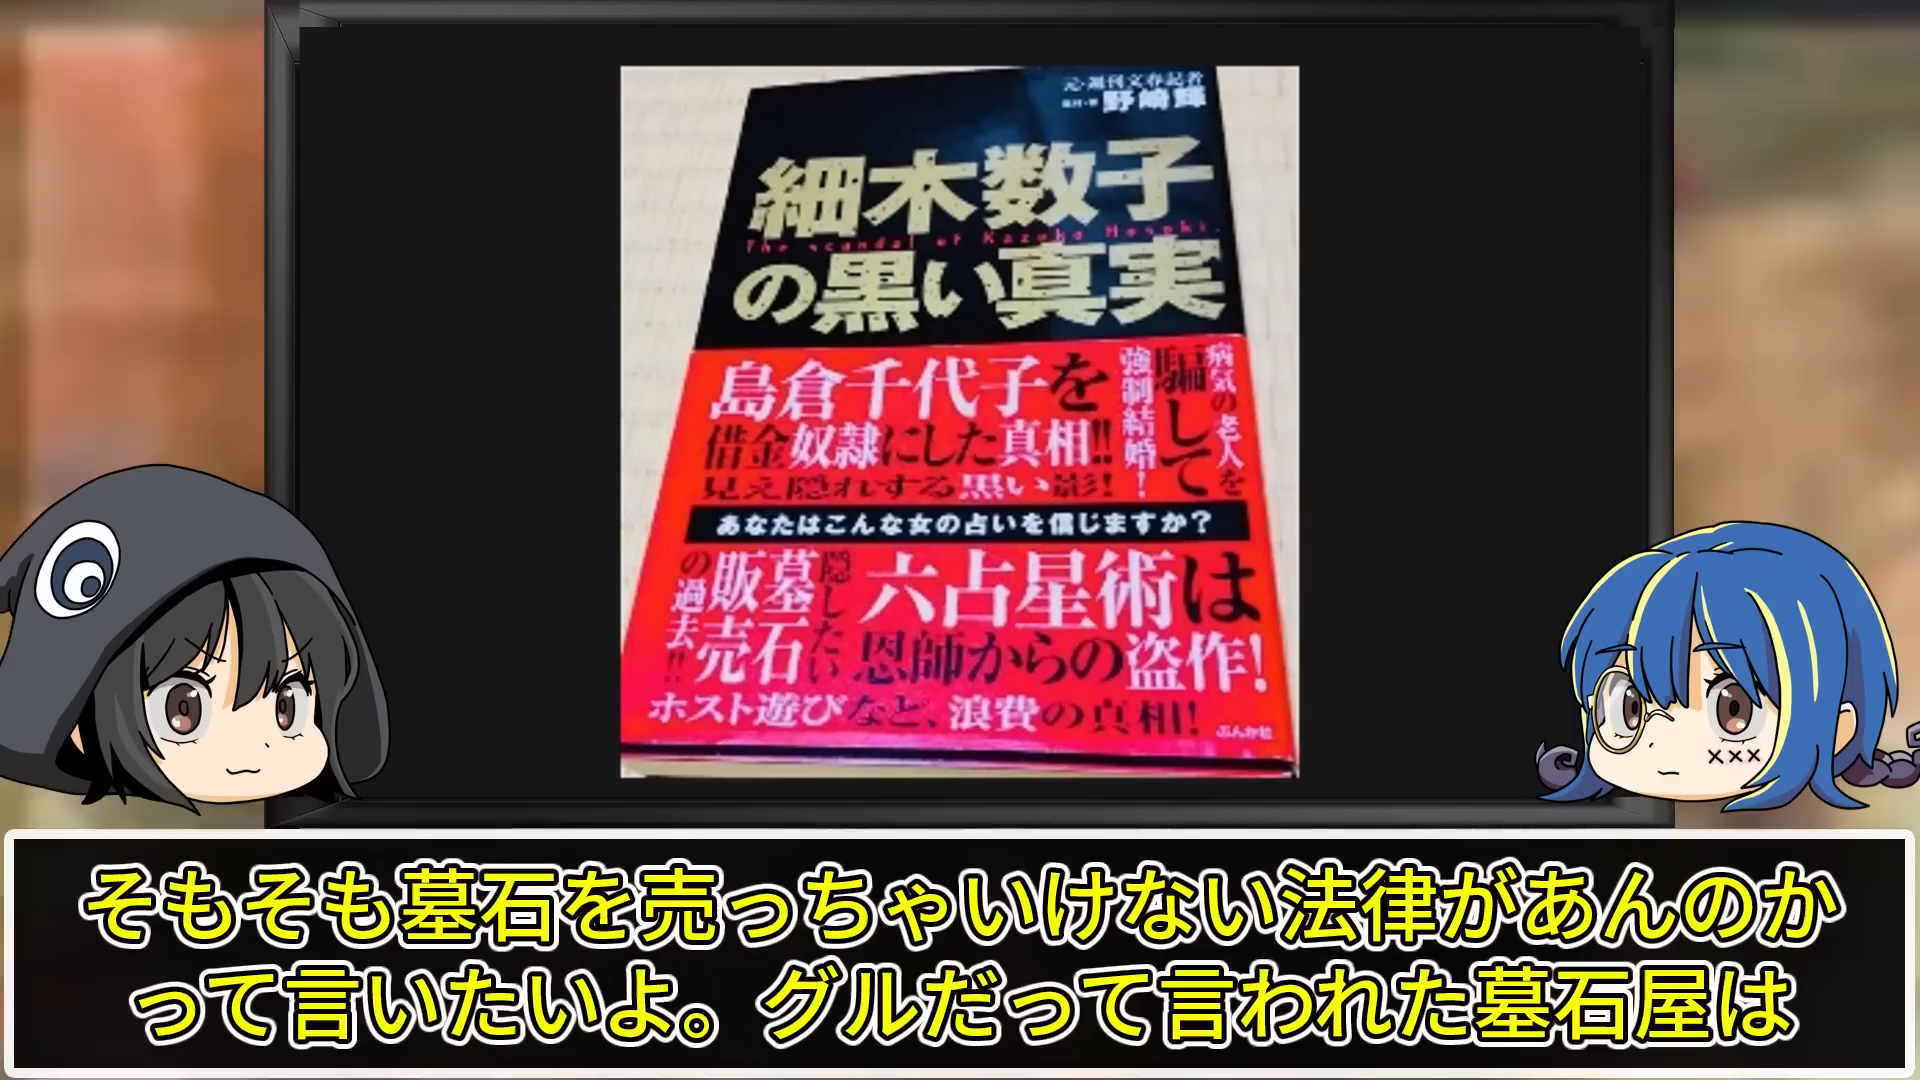 元・週刊文春記者
野崎輝
細木数子
The scandal of Kazuko Hosoki.
の黒い真実
病気の老人を
騙して
強制結婚!
島倉千代子を
借金奴隷にした真相!!
見え隠れする黒い影!
あなたはこんな女の占いを信じますか?
六占星術は
恩師からの盗作!
隠したい
墓石
販売
の過去!!
ホスト遊びなど、浪費の真相!
ぶんか社
×××
そもそも墓石を売っちゃいけない法律があんのか
って言いたいよ。グルだって言われた墓石屋は